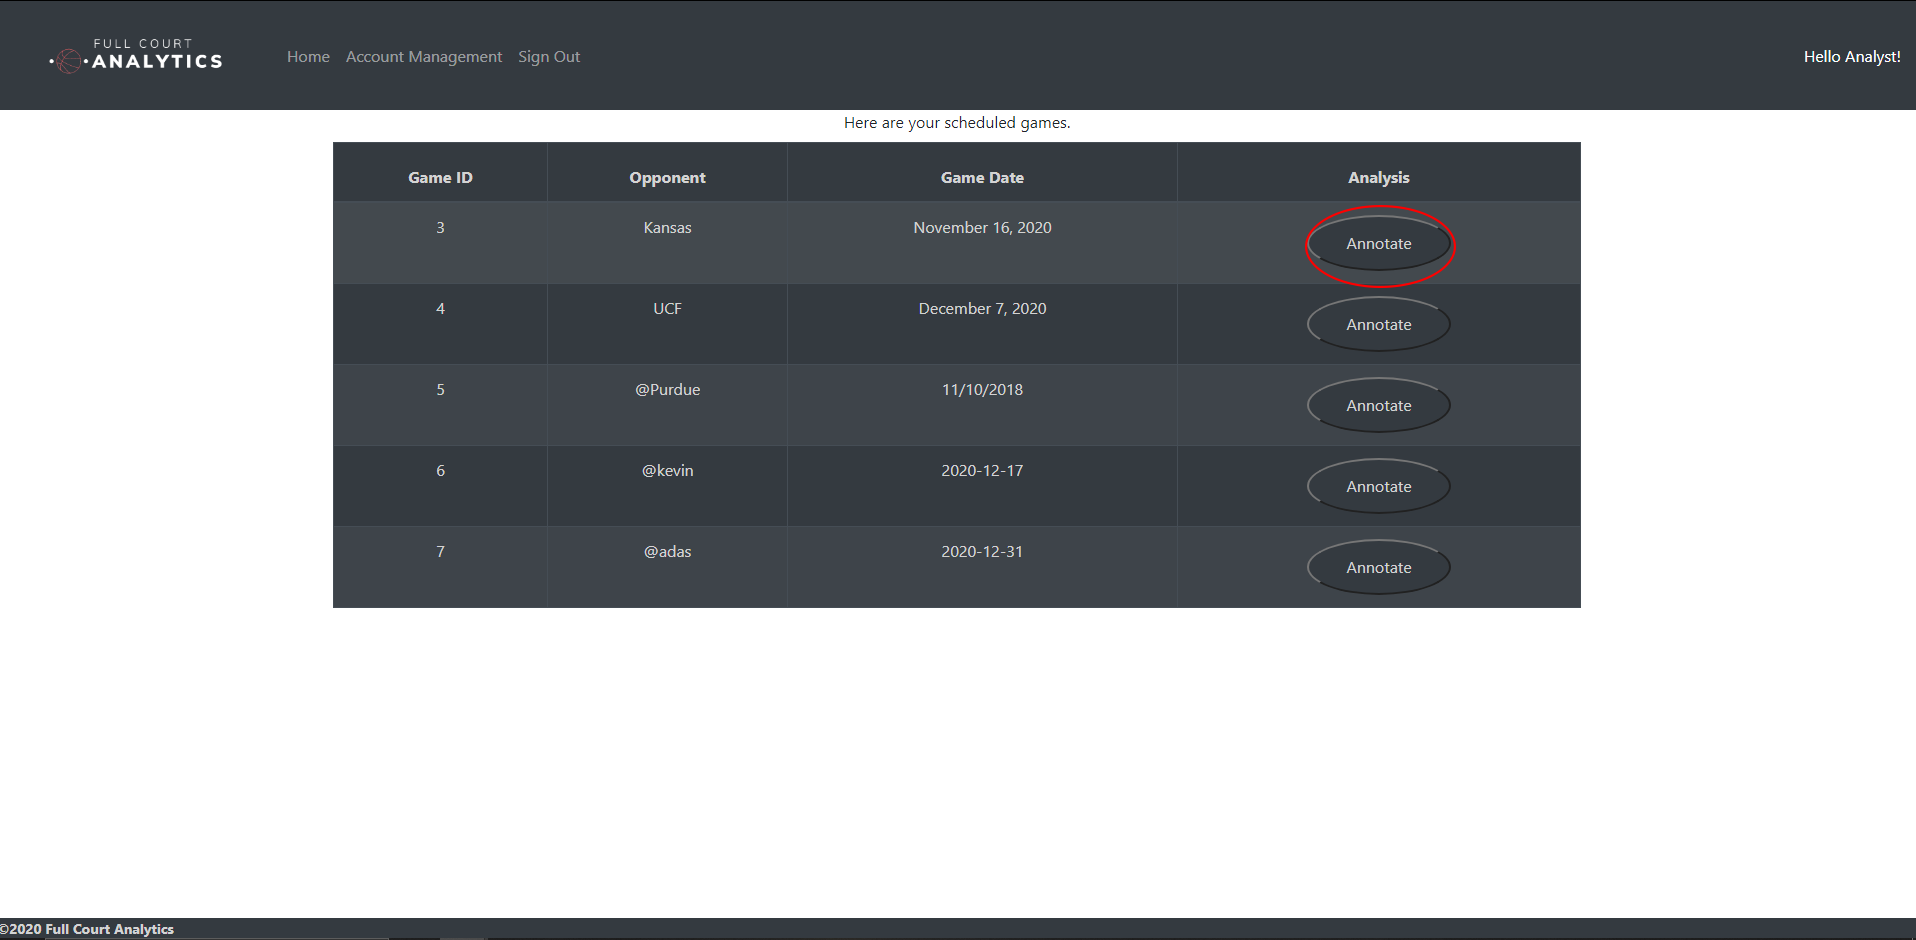 FULL COURT
ANALYTICS
Home Account Management Sign Out
Hello Analyst!
Here are your scheduled games.
Game ID Opponent Game Date Analysis
3 Kansas November 16, 2020 Annotate
4 UCF December 7, 2020 Annotate
5 @Purdue 11/10/2018 Annotate
6 @kevin 2020-12-17 Annotate
7 @adas 2020-12-31 Annotate
©2020 Full Court Analytics